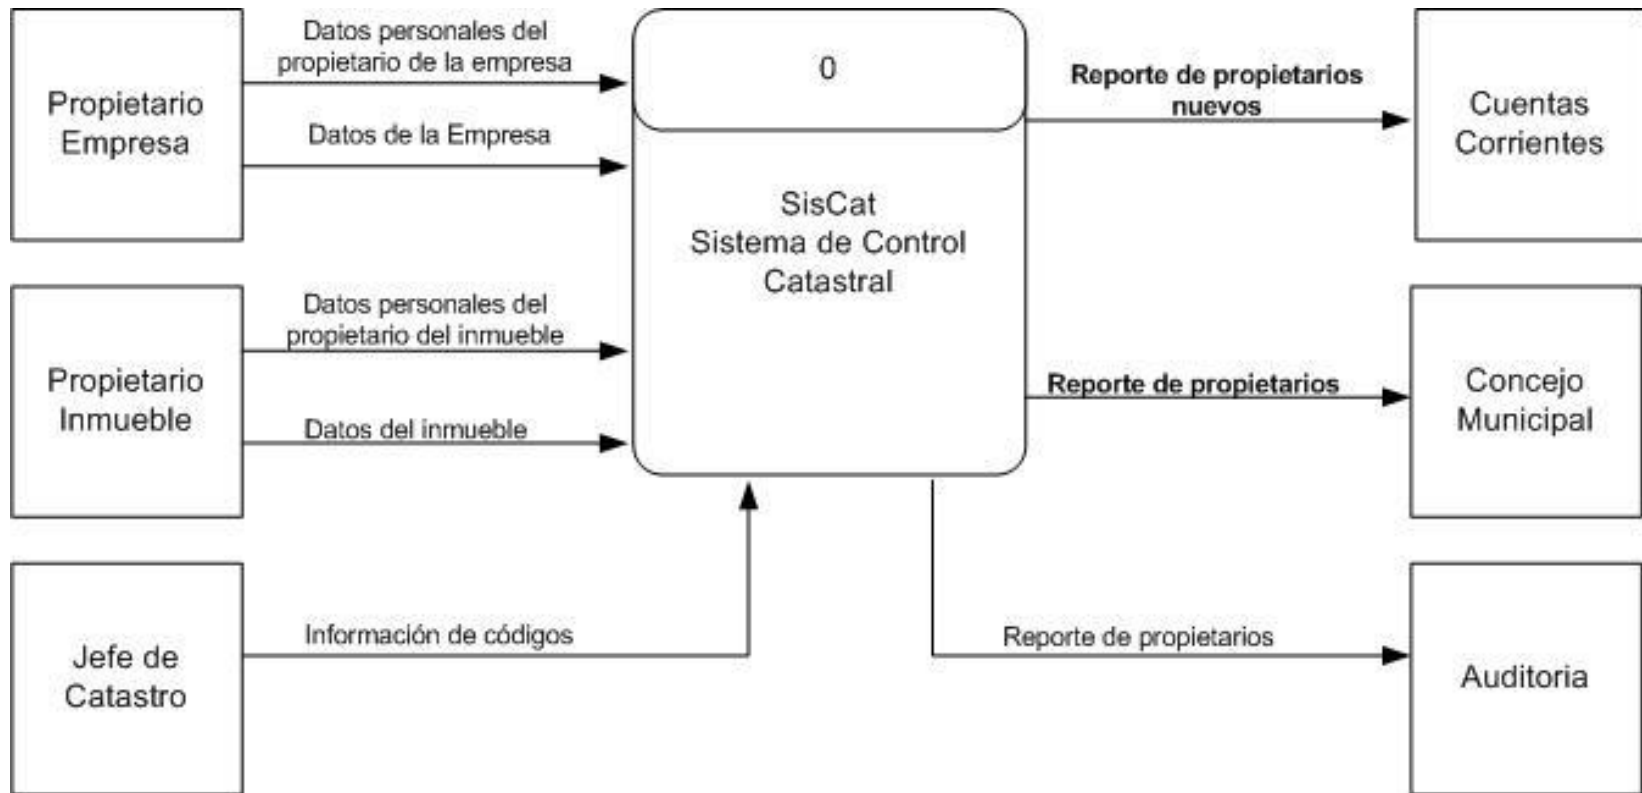 Propietario
Empresa
Datos personales del
propietario de la empresa
Datos de la Empresa
0
SisCat
Sistema de Control
Catastral
Reporte de propietarios
nuevos
Cuentas
Corrientes
Propietario
Inmueble
Datos personales del
propietario del inmueble
Datos del inmueble
Reporte de propietarios
Concejo
Municipal
Jefe de
Catastro
Información de códigos
Reporte de propietarios
Auditoria